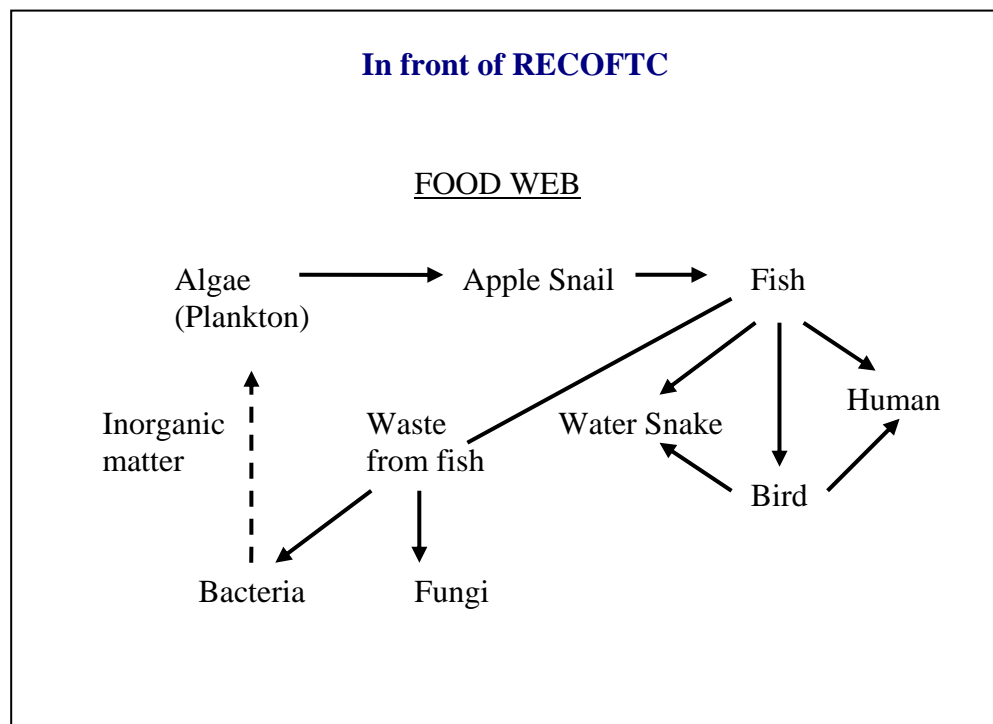 In front of RECOFTC
FOOD WEB
Algae
(Plankton)
Apple Snail
Fish
Inorganic
matter
Waste
from fish
Water Snake
Human
Bird
Bacteria
Fungi